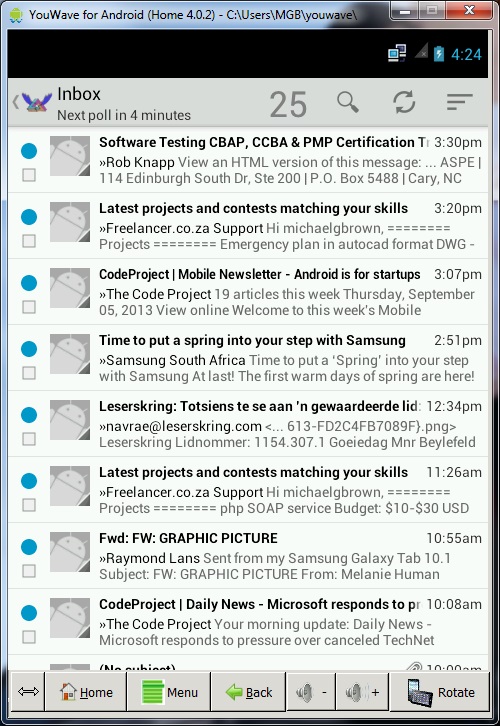 YouWave for Android (Home 4.0.2) - C:\Users\MGB\youwave\
4:24
Inbox
Next poll in 4 minutes
25
Software Testing CBAP, CCBA & PMP Certification T 3:30pm
»Rob Knapp View an HTML version of this message: ... ASPE |
114 Edinburgh South Dr, Ste 200 | P.O. Box 5488 | Cary, NC
Latest projects and contests matching your skills 3:20pm
»Freelancer.co.za Support Hi michaelgbrown, ========
Projects ======== Emergency plan in autocad format DWG -
CodeProject | Mobile Newsletter - Android is for startups 3:07pm
»The Code Project 19 articles this week Thursday, September
05, 2013 View online Welcome to this week's Mobile
Time to put a spring into your step with Samsung 2:51pm
»Samsung South Africa Time to put a ‘Spring’ into your step
with Samsung At last! The first warm days of spring are here!
Leserskring: Totsiens te se aan 'n gewaardeerde lid: 12:34pm
»navrae@leserskring.com <... 613-FD2C4FB7089F}.png>
Leserskring Lidnommer: 1154.307.1 Goeiedag Mnr Beylefeld
Latest projects and contests matching your skills 11:26am
»Freelancer.co.za Support Hi michaelgbrown, ========
Projects ======== php SOAP service Budget: $10-$30 USD
Fwd: FW: GRAPHIC PICTURE 10:55am
»Raymond Lans Sent from my Samsung Galaxy Tab 10.1
Subject: FW: GRAPHIC PICTURE From: Melanie Human
CodeProject | Daily News - Microsoft responds to pr 10:08am
»The Code Project Your morning update: Daily News -
Microsoft responds to pressure over canceled TechNet
(No subject) 10:00am
Home Menu Back - + Rotate